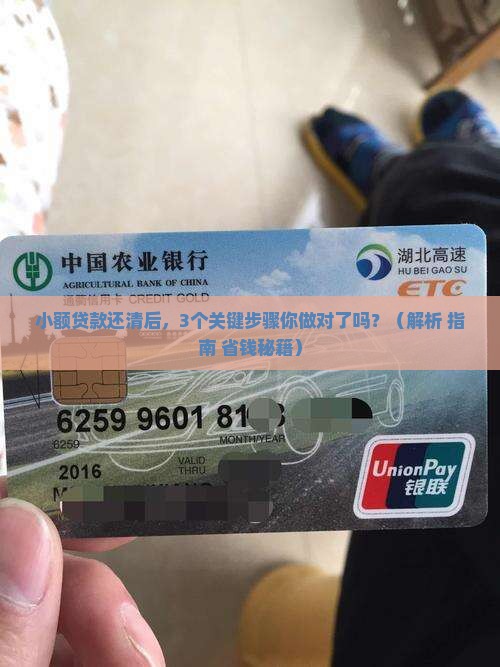 中国农业银行
AGRICULTURAL BANK OF CHINA
湖北高速
HU BEI GAO SU
ETC
CREDIT GOLD
小额贷款还清后，3个关键步骤你做对了吗？（解析 指
南 省钱秘籍）
6259 9601 81
6259
MONTH/YEAR
2016
VALID
THRU
UnionPay
银联